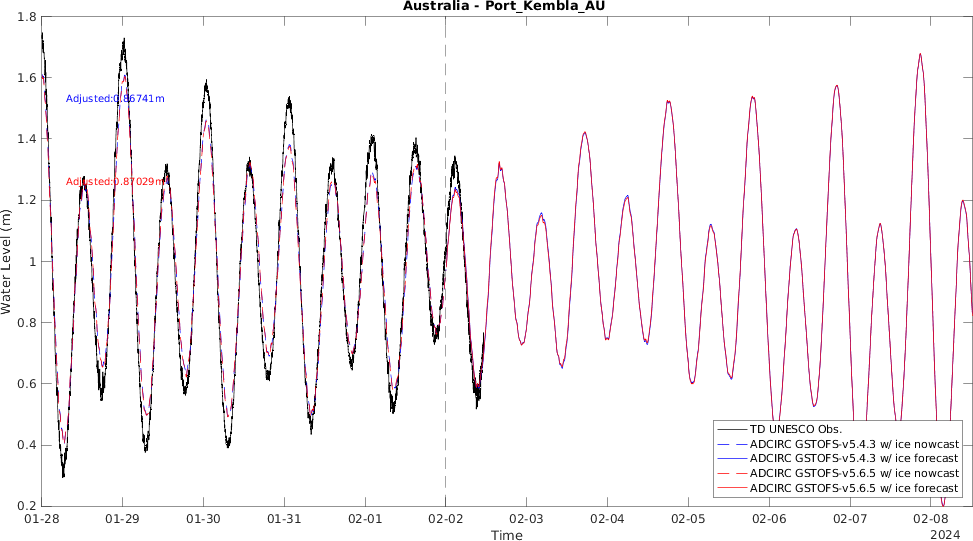 Australia - Port_Kembla_AU
1.8
1.6
1.4
1.2
1
0.8
0.6
0.4
0.2
Water Level (m)
Adjusted:0.86741m
Adjusted:0.87029m
TD UNESCO Obs.
ADCIRC GSTOFS-v5.4.3 w/ ice nowcast
ADCIRC GSTOFS-v5.4.3 w/ ice forecast
ADCIRC GSTOFS-v5.6.5 w/ ice nowcast
ADCIRC GSTOFS-v5.6.5 w/ ice forecast
01-28 01-29 01-30 01-31 02-01 02-02 02-03 02-04 02-05 02-06 02-07 02-08
Time
2024